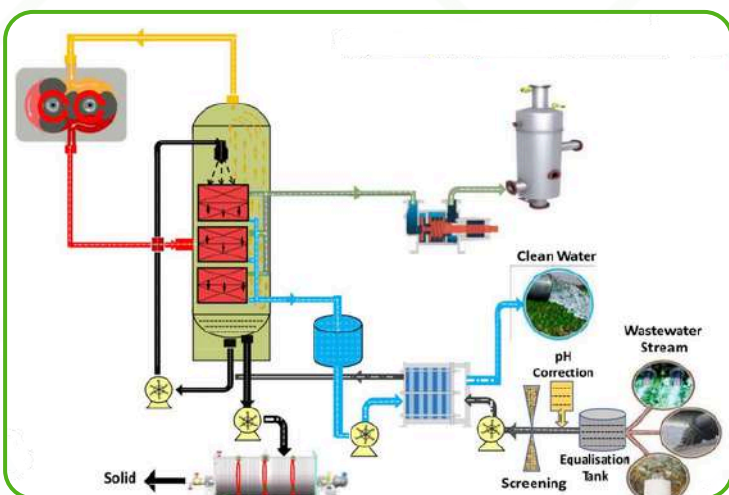 Clean Water
Wastewater
Stream
pH
Correction
Equalisation
Tank
Screening
Solid